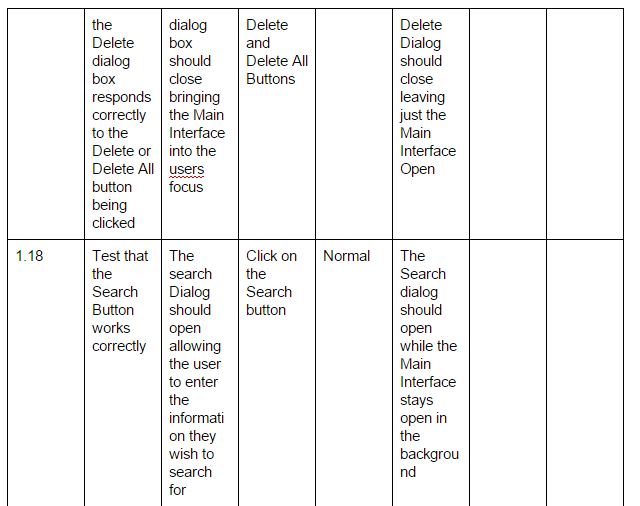 the
Delete
dialog
box
responds
correctly
to the
Delete or
Delete All
button
being
clicked
dialog
box
should
close
bringing
the Main
Interface
into the
users
focus
Delete
and
Delete All
Buttons
Delete
Dialog
should
close
leaving
just the
Main
Interface
Open
1.18
Test that
the
Search
Button
works
correctly
The
search
Dialog
should
open
allowing
the user
to enter
the
informati
on they
wish to
search
for
Click on
the
Search
button
Normal
The
Search
dialog
should
open
while the
Main
Interface
stays
open in
the
backgrou
nd